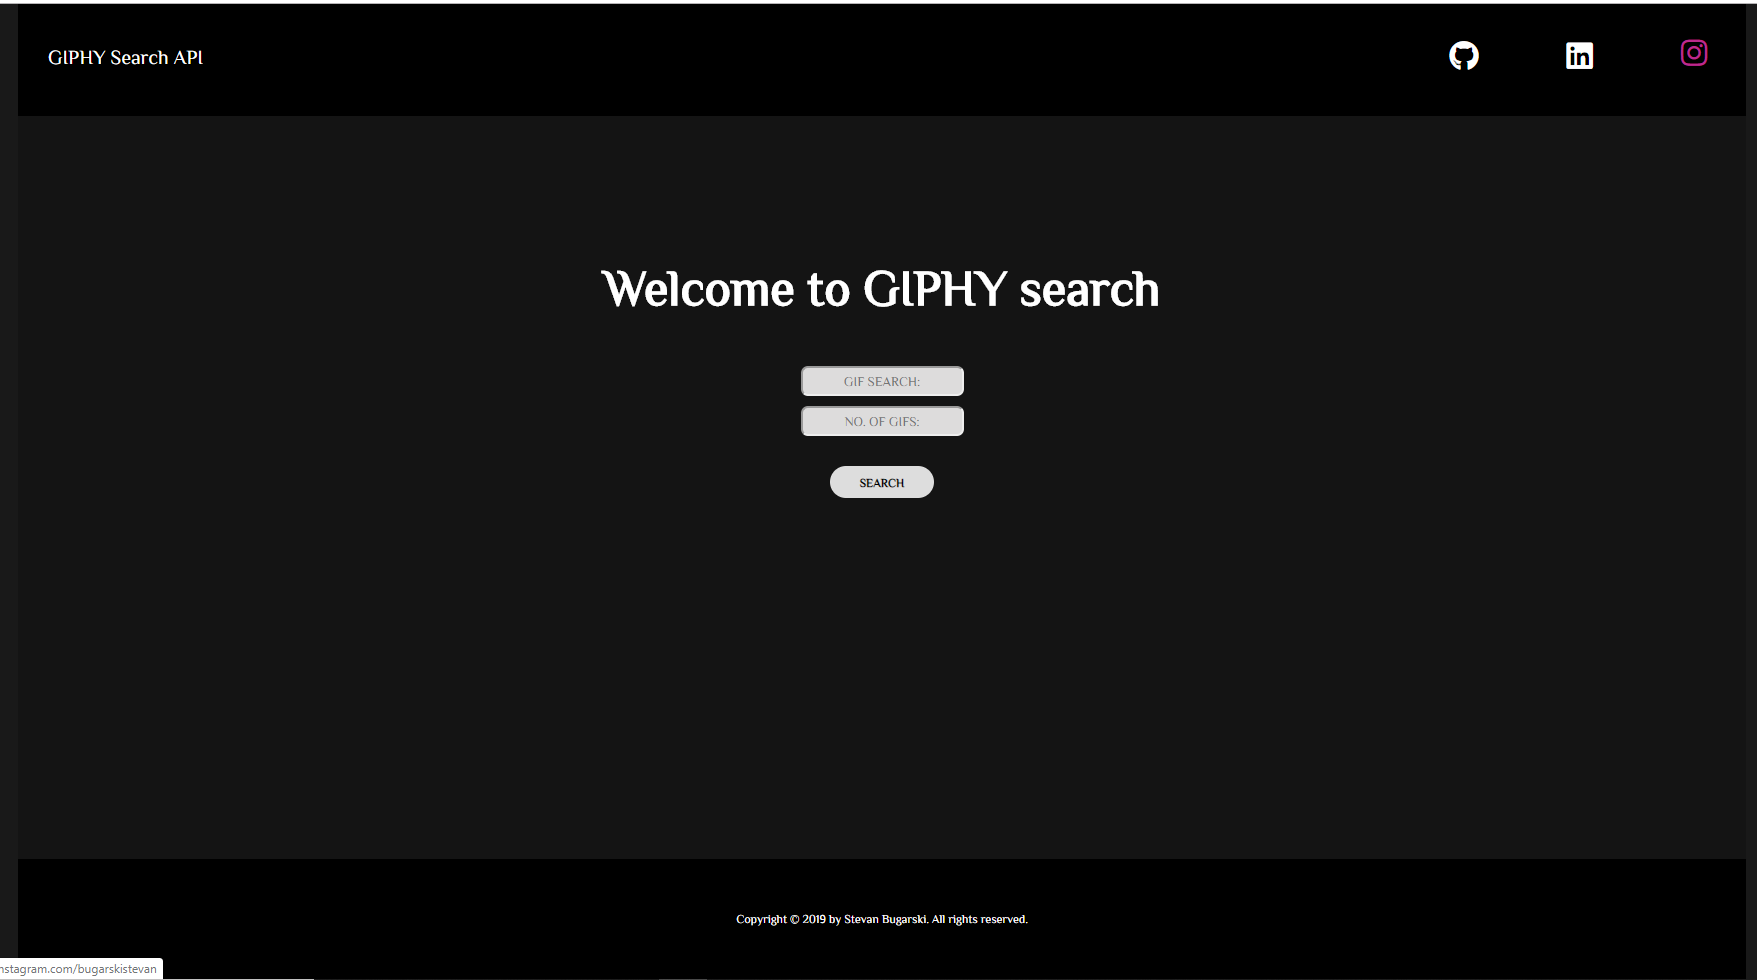 GIPHY Search API
in
Welcome to GIPHY search
GIF SEARCH:
NO. OF GIFS:
SEARCH
Copyright © 2019 by Stevan Bugarski. All rights reserved.
nstagram.com/bugarskistevan